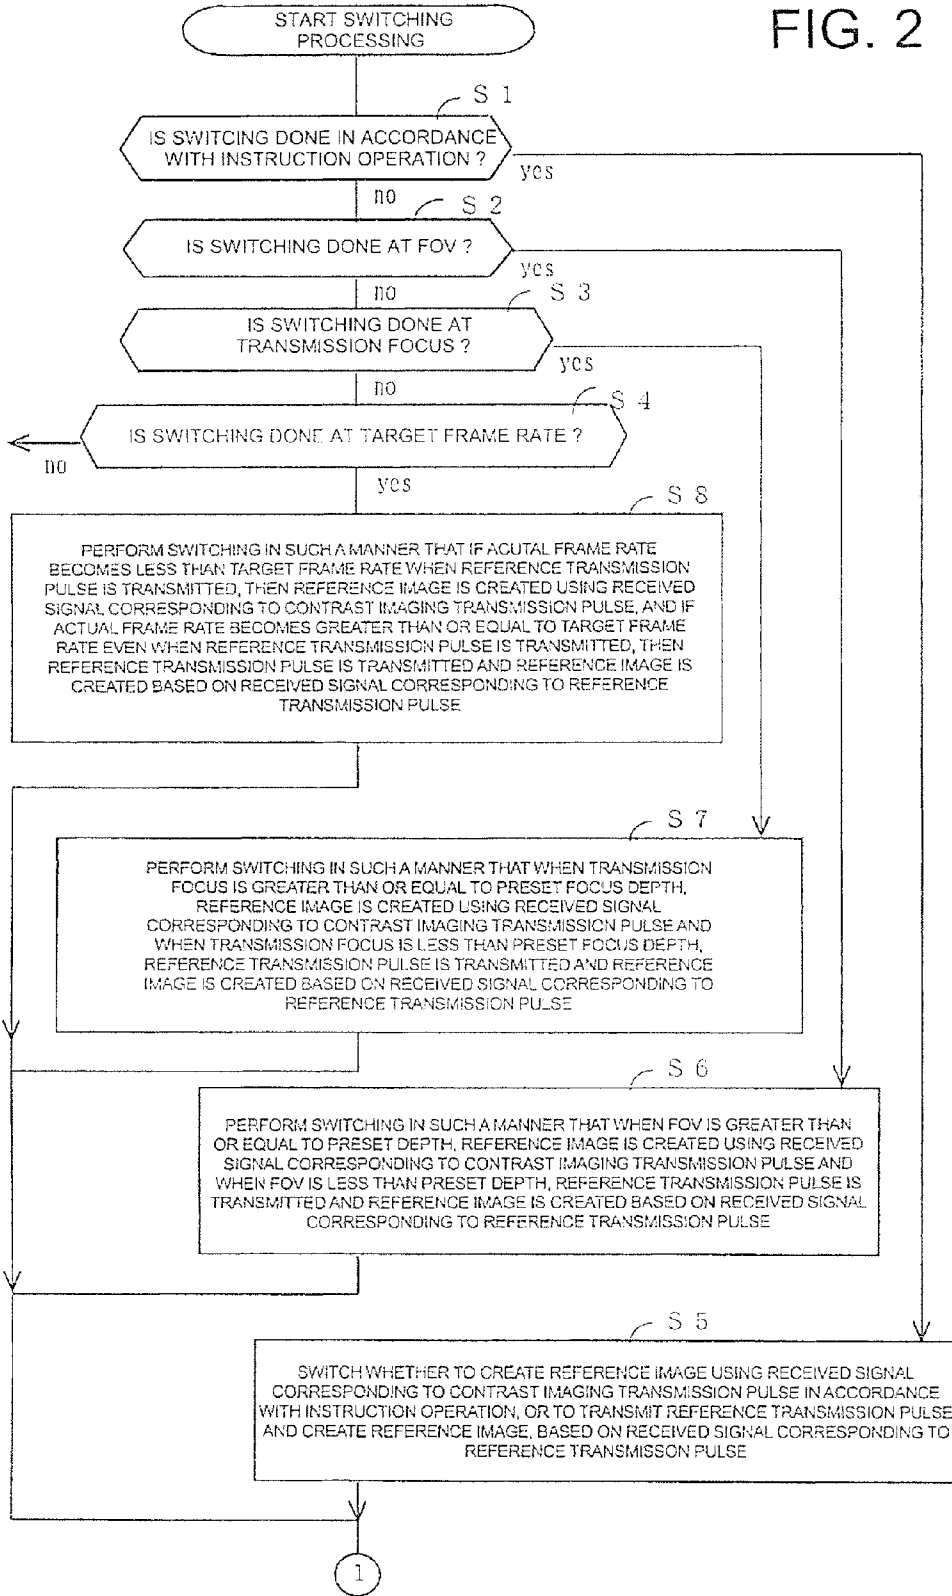 START SWITCHING
PROCESSING
FIG. 2
S 1
IS SWITCING DONE IN ACCORDANCE
WITH INSTRUCTION OPERATION ?
yes
no
S 2
IS SWITCHING DONE AT FOV ?
yes
no
S 3
IS SWITCHING DONE AT
TRANSMISSION FOCUS ?
yes
no
S 4
IS SWITCHING DONE AT TARGET FRAME RATE ?
no
yes
S 8
PERFORM SWITCHING IN SUCH A MANNER THAT IF ACUTAL FRAME RATE
BECOMES LESS THAN TARGET FRAME RATE WHEN REFERENCE TRANSMISSION
PULSE IS TRANSMITTED, THEN REFERENCE IMAGE IS CREATED USING RECEIVED
SIGNAL CORRESPONDING TO CONTRAST IMAGING TRANSMISSION PULSE, AND IF
ACTUAL FRAME RATE BECOMES GREATER THAN OR EQUAL TO TARGET FRAME
RATE EVEN WHEN REFERENCE TRANSMISSION PULSE IS TRANSMITTED, THEN
REFERENCE TRANSMISSION PULSE IS TRANSMITTED AND REFERENCE IMAGE IS
CREATED BASED ON RECEIVED SIGNAL CORRESPONDING TO REFERENCE
TRANSMISSION PULSE
S 7
PERFORM SWITCHING IN SUCH A MANNER THAT WHEN TRANSMISSION
FOCUS IS GREATER THAN OR EQUAL TO PRESET FOCUS DEPTH,
REFERENCE IMAGE IS CREATED USING RECEIVED SIGNAL
CORRESPONDING TO CONTRAST IMAGING TRANSMISSION PULSE AND
WHEN TRANSMISSION FOCUS IS LESS THAN PRESET FOCUS DEPTH,
REFERENCE TRANSMISSION PULSE IS TRANSMITTED AND REFERENCE
IMAGE IS CREATED BASED ON RECEIVED SIGNAL CORRESPONDING TO
REFERENCE TRANSMISSION PULSE
S 6
PERFORM SWITCHING IN SUCH A MANNER THAT WHEN FOV IS GREATER THAN
OR EQUAL TO PRESET DEPTH, REFERENCE IMAGE IS CREATED USING RECEIVED
SIGNAL CORRESPONDING TO CONTRAST IMAGING TRANSMISSION PULSE AND
WHEN FOV IS LESS THAN PRESET DEPTH, REFERENCE TRANSMISSION PULSE IS
TRANSMITTED AND REFERENCE IMAGE IS CREATED BASED ON RECEIVED SIGNAL
CORRESPONDING TO REFERENCE TRANSMISSION PULSE
S 5
SWITCH WHETHER TO CREATE REFERENCE IMAGE USING RECEIVED SIGNAL
CORRESPONDING TO CONTRAST IMAGING TRANSMISSION PULSE IN ACCORDANCE
WITH INSTRUCTION OPERATION, OR TO TRANSMIT REFERENCE TRANSMISSION PULSE
AND CREATE REFERENCE IMAGE, BASED ON RECEIVED SIGNAL CORRESPONDING TO
REFERENCE TRANSMISSON PULSE
1